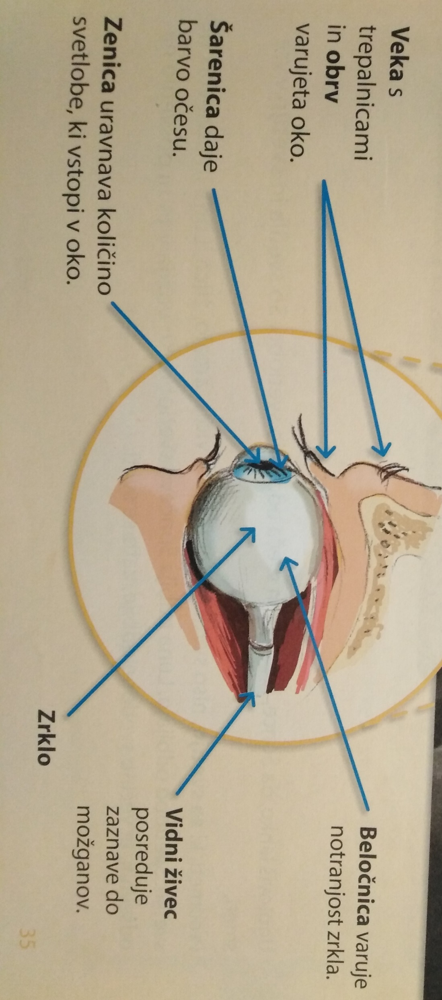 Veka s
trepalnicami
in obrv
varujeta oko.
Šarenica daje
barvo očesu.
Zenica uravnava količino
svetlobe, ki vstopi v oko.
Beločnica varuje
notranjost zrkla.
Vidni živec
posreduje
zaznave do
možganov.
Zrklo
35